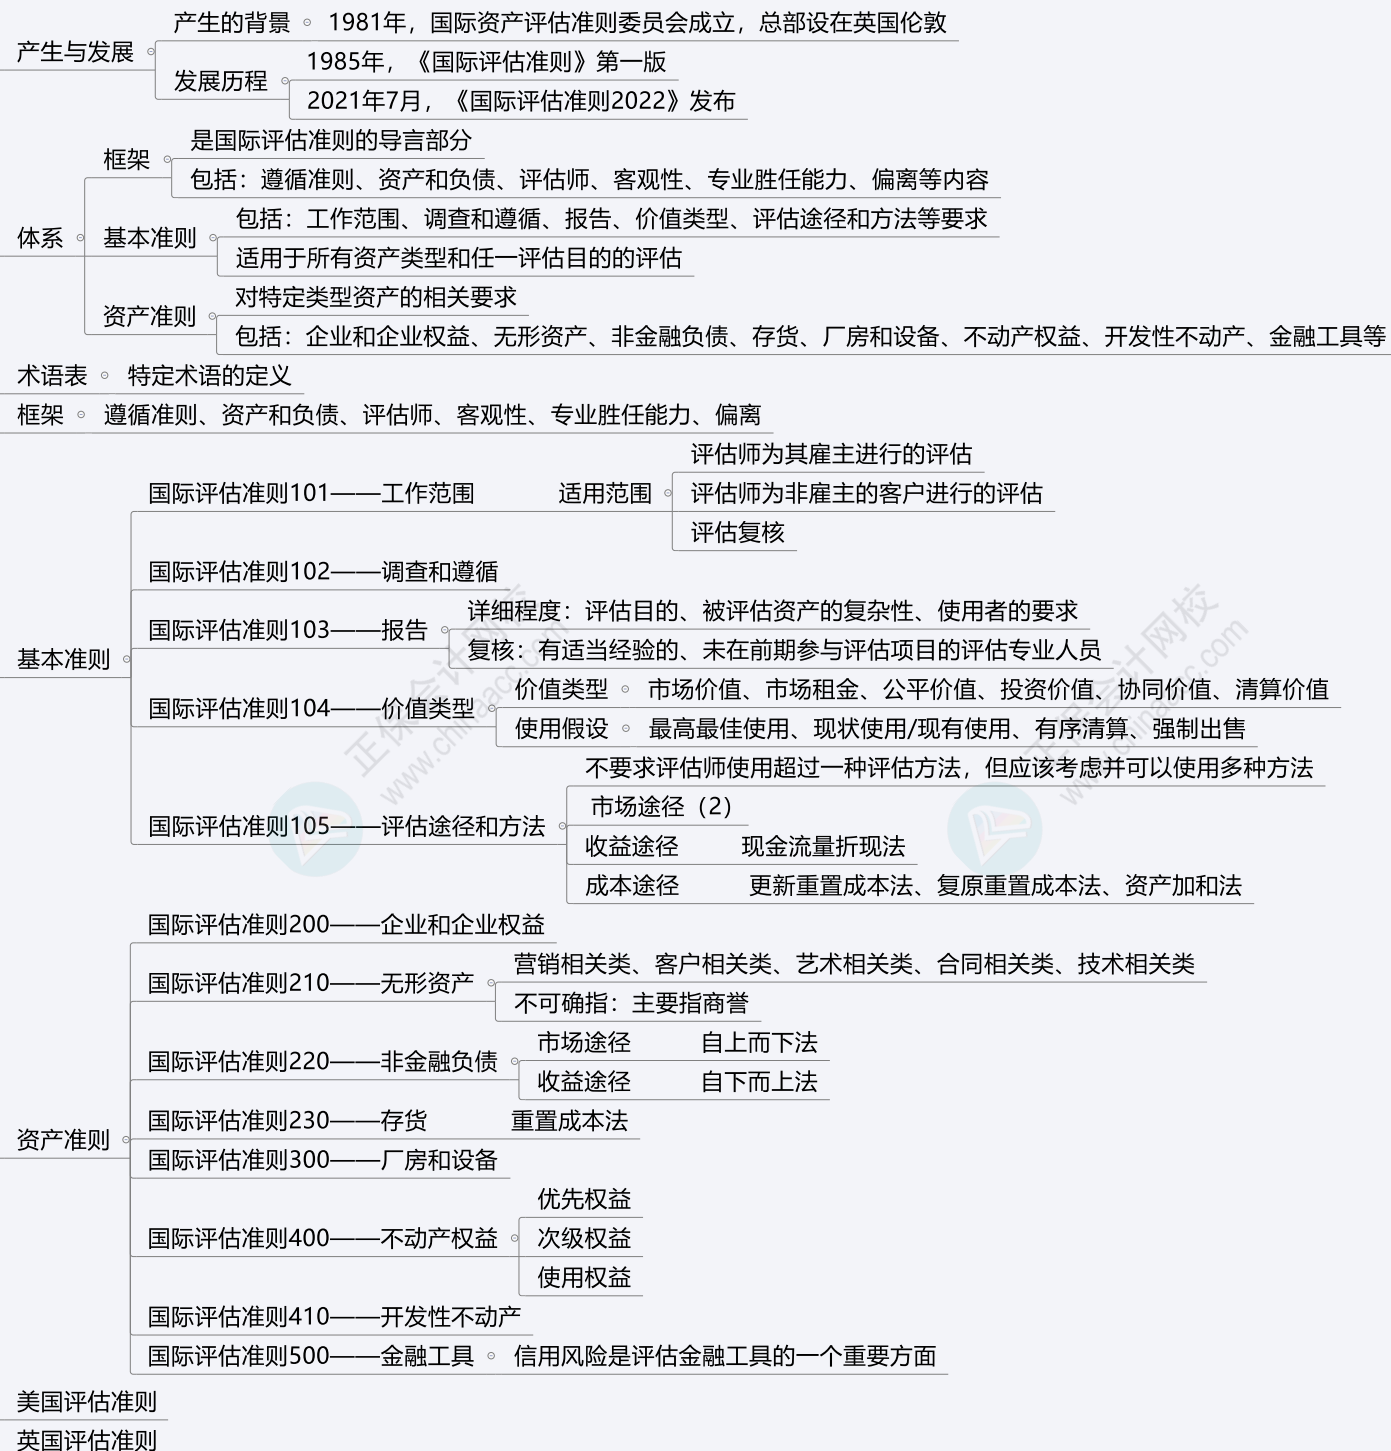 产生的背景 1981年，国际资产评估准则委员会成立，总部设在英国伦敦
产生与发展
1985年，《国际评估准则》第一版
发展历程
2021年7月，《国际评估准则2022》发布
是国际评估准则的导言部分
框架
包括：遵循准则、资产和负债、评估师、客观性、专业胜任能力、偏离等内容
包括：工作范围、调查和遵循、报告、价值类型、评估途径和方法等要求
体系 基本准则
适用于所有资产类型和任一评估目的的评估
对特定类型资产的相关要求
资产准则
包括：企业和企业权益、无形资产、非金融负债、存货、厂房和设备、不动产权益、开发性不动产、金融工具等
术语表 特定术语的定义
框架 遵循准则、资产和负债、评估师、客观性、专业胜任能力、偏离
评估师为其雇主进行的评估
国际评估准则101——工作范围 适用范围 评估师为非雇主的客户进行的评估
评估复核
国际评估准则102——调查和遵循
详细程度：评估目的、被评估资产的复杂性、使用者的要求
国际评估准则103——报告
复核：有适当经验的、未在前期参与评估项目的评估专业人员
基本准则
价值类型 市场价值、市场租金、公平价值、投资价值、协同价值、清算价值
国际评估准则104——价值类型
使用假设 最高最佳使用、现状使用/现有使用、有序清算、强制出售
不要求评估师使用超过一种评估方法，但应该考虑并可以使用多种方法
市场途径（2）
国际评估准则105——评估途径和方法
收益途径 现金流量折现法
成本途径 更新重置成本法、复原重置成本法、资产加和法
国际评估准则200——企业和企业权益
营销相关类、客户相关类、艺术相关类、合同相关类、技术相关类
国际评估准则210——无形资产
不可确指：主要指商誉
市场途径 自上而下法
国际评估准则220——非金融负债
收益途径 自下而上法
国际评估准则230——存货 重置成本法
资产准则
国际评估准则300——厂房和设备
优先权益
国际评估准则400——不动产权益 次级权益
使用权益
国际评估准则410——开发性不动产
国际评估准则500——金融工具 信用风险是评估金融工具的一个重要方面
美国评估准则
英国评估准则
正保会计网校
www.chinaacc.com
正保会计网校
www.chinaacc.com